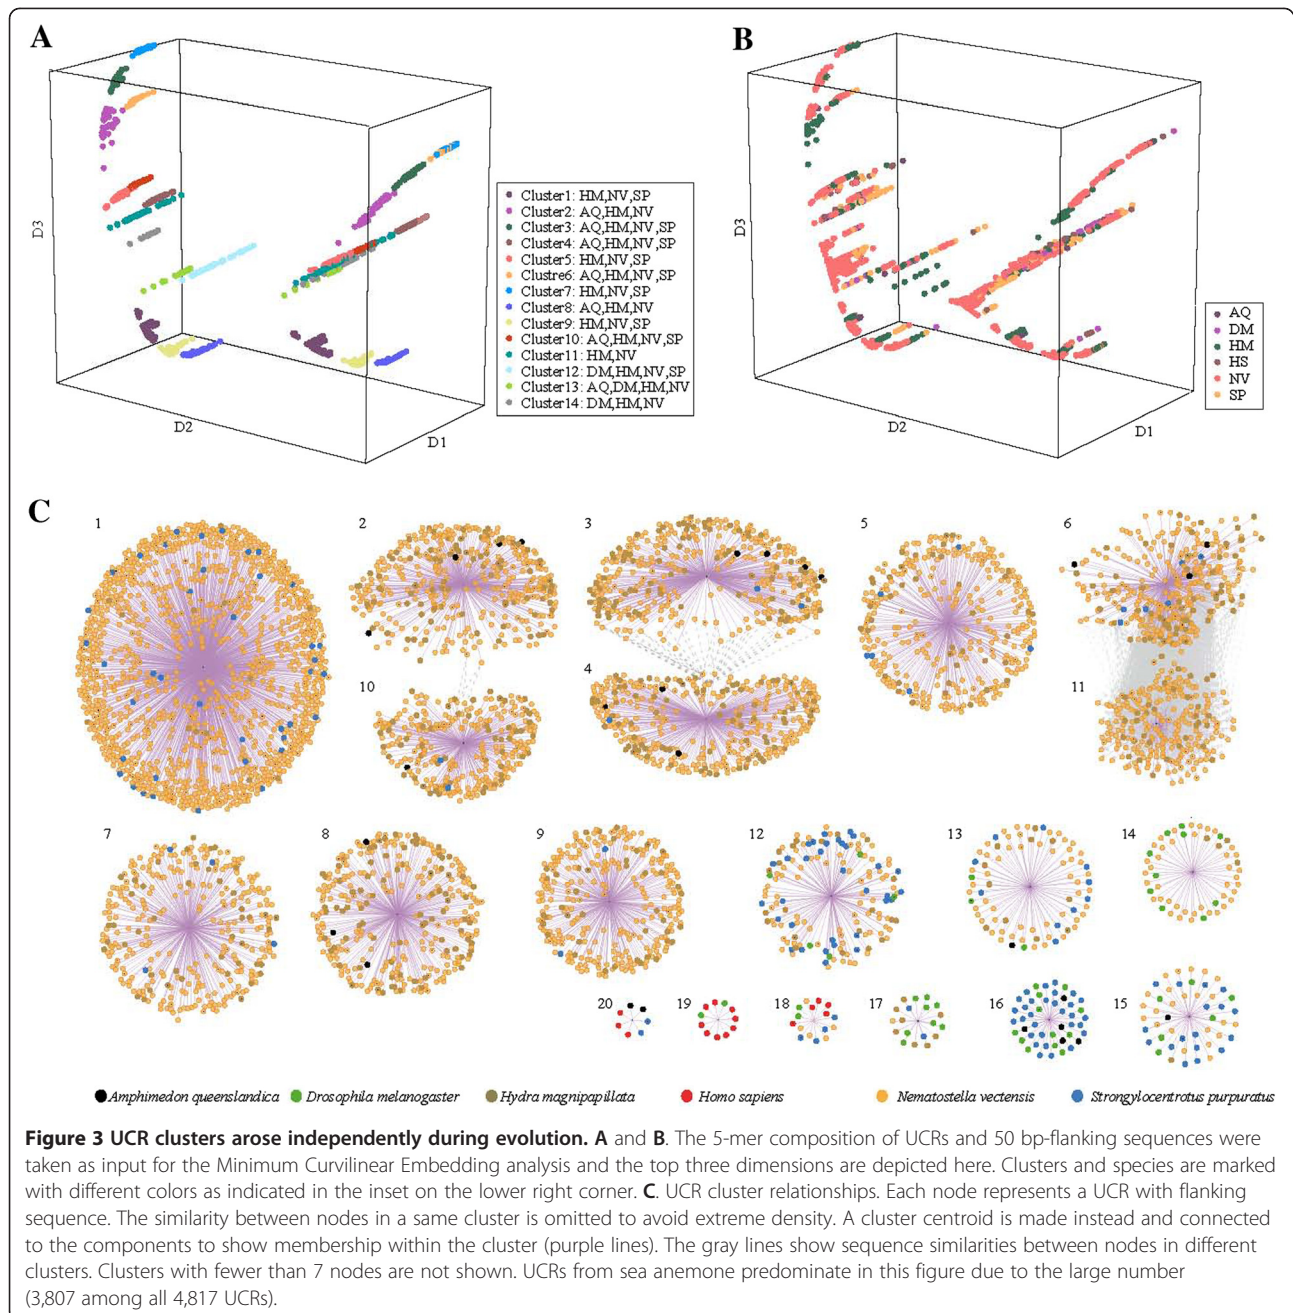 A
D3
D2
D1
Cluster1: HM,NV,SP
Cluster2: AQ,HM,NV
Cluster3: AQ,HM,NV,SP
Cluster4: AQ,HM,NV,SP
Cluster5: HM,NV,SP
Clustre6: AQ,HM,NV,SP
Cluster7: HM,NV,SP
Cluster8: AQ,HM,NV
Cluster9: HM,NV,SP
Cluster10: AQ,HM,NV,SP
Cluster11: HM,NV
Cluster12: DM,HM,NV,SP
Cluster13: AQ,DM,HM,NV
Cluster14: DM,HM,NV
B
D3
D2
D1
AQ
DM
HM
HS
NV
SP
C
1
2
3
5
6
10
4
11
7
8
9
12
13
14
20
19
18
17
16
15
Amphimedon queenslandica
Drosophila melanogaster
Hydra magnipapillata
Homo sapiens
Nematostella vectensis
Strongylocentrotus purpuratus
Figure 3 UCR clusters arose independently during evolution. A and B. The 5-mer composition of UCRs and 50 bp-flanking sequences were
taken as input for the Minimum Curvilinear Embedding analysis and the top three dimensions are depicted here. Clusters and species are marked
with different colors as indicated in the inset on the lower right corner. C. UCR cluster relationships. Each node represents a UCR with flanking
sequence. The similarity between nodes in a same cluster is omitted to avoid extreme density. A cluster centroid is made instead and connected
to the components to show membership within the cluster (purple lines). The gray lines show sequence similarities between nodes in different
clusters. Clusters with fewer than 7 nodes are not shown. UCRs from sea anemone predominate in this figure due to the large number
(3,807 among all 4,817 UCRs).